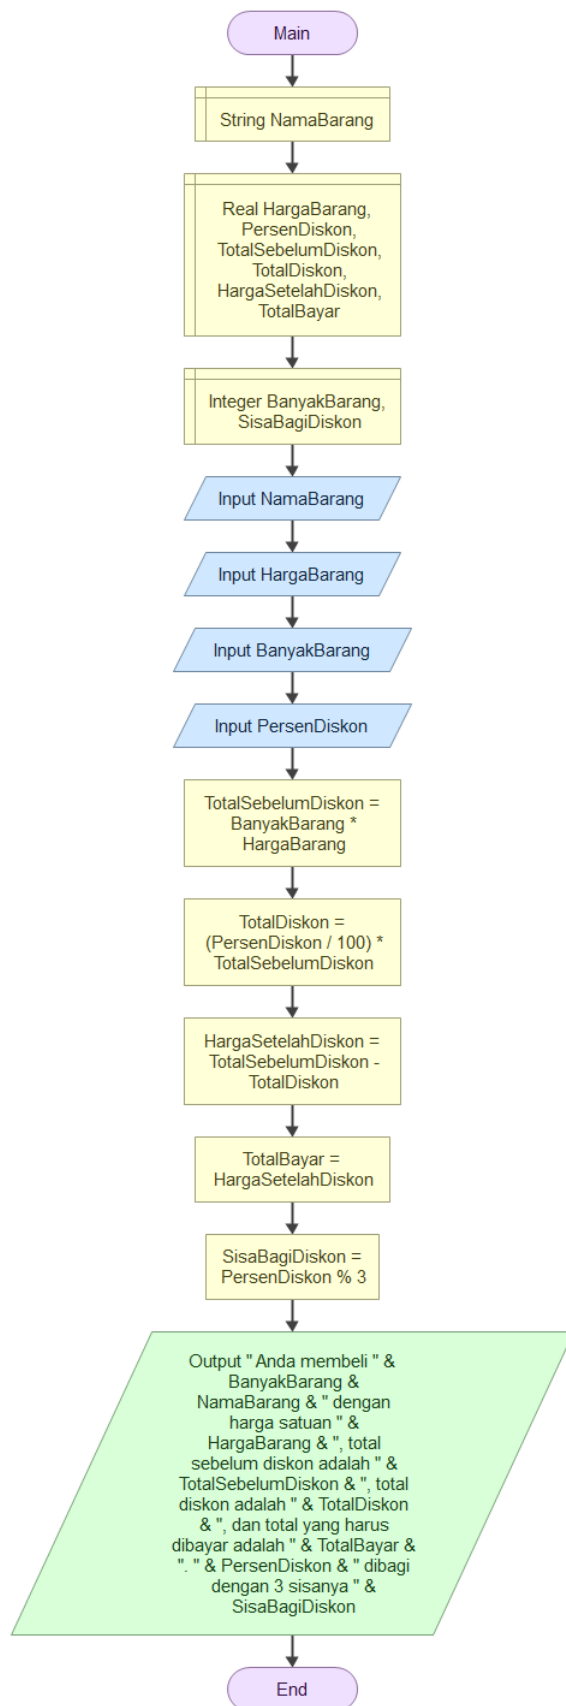 Main
String NamaBarang
Real HargaBarang,
PersenDiskon,
TotalSebelumDiskon,
TotalDiskon,
HargaSetelahDiskon,
TotalBayar
Integer BanyakBarang,
SisaBagiDiskon
Input NamaBarang
Input HargaBarang
Input BanyakBarang
Input PersenDiskon
TotalSebelumDiskon =
BanyakBarang *
HargaBarang
TotalDiskon =
(PersenDiskon / 100) *
TotalSebelumDiskon
HargaSetelahDiskon =
TotalSebelumDiskon -
TotalDiskon
TotalBayar =
HargaSetelahDiskon
SisaBagiDiskon =
PersenDiskon % 3
Output "Anda membeli " &
BanyakBarang &
NamaBarang & " dengan
harga satuan " &
HargaBarang & ", total
sebelum diskon adalah " &
TotalSebelumDiskon & ", total
diskon adalah " & TotalDiskon
& ", dan total yang harus
dibayar adalah " & TotalBayar &
". " & PersenDiskon & " dibagi
dengan 3 sisanya " &
SisaBagiDiskon
End